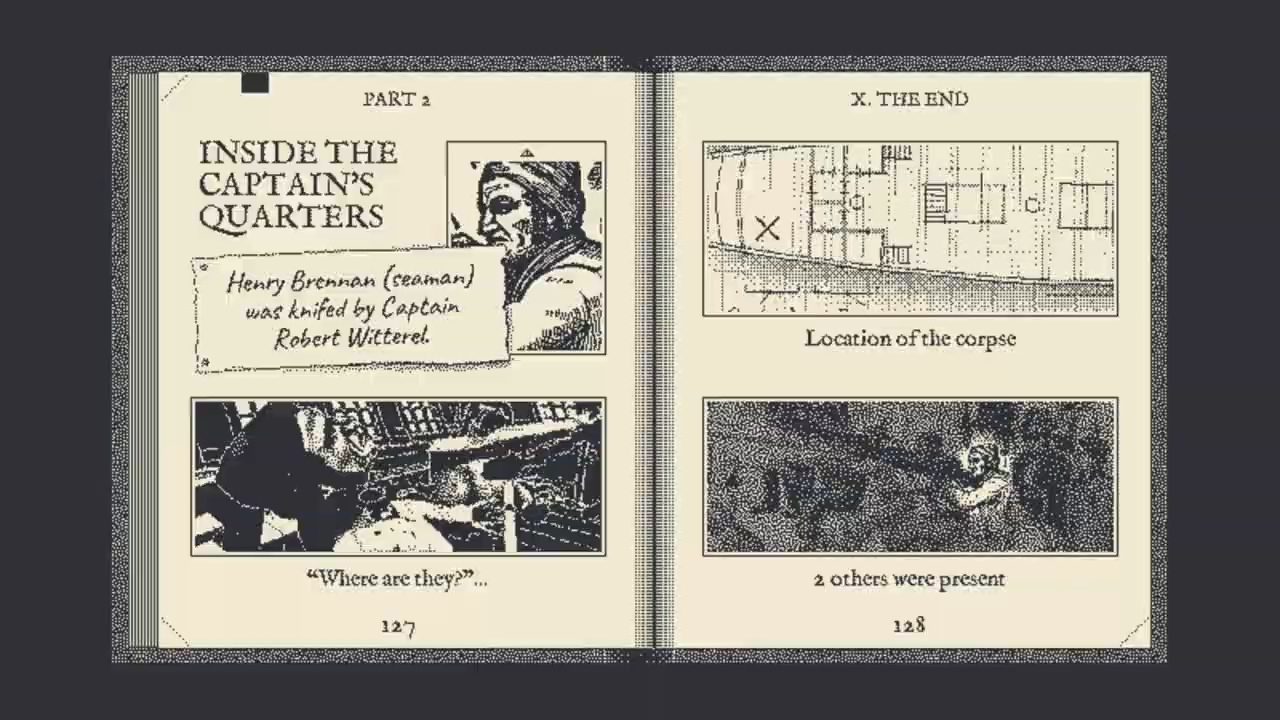 PART 2
INSIDE THE
CAPTAIN'S
QUARTERS
Henry Brennan (seaman)
was knifed by Captain
Robert Witterel.
"Where are they?"...
127
X. THE END
Location of the corpse
2 others were present
128